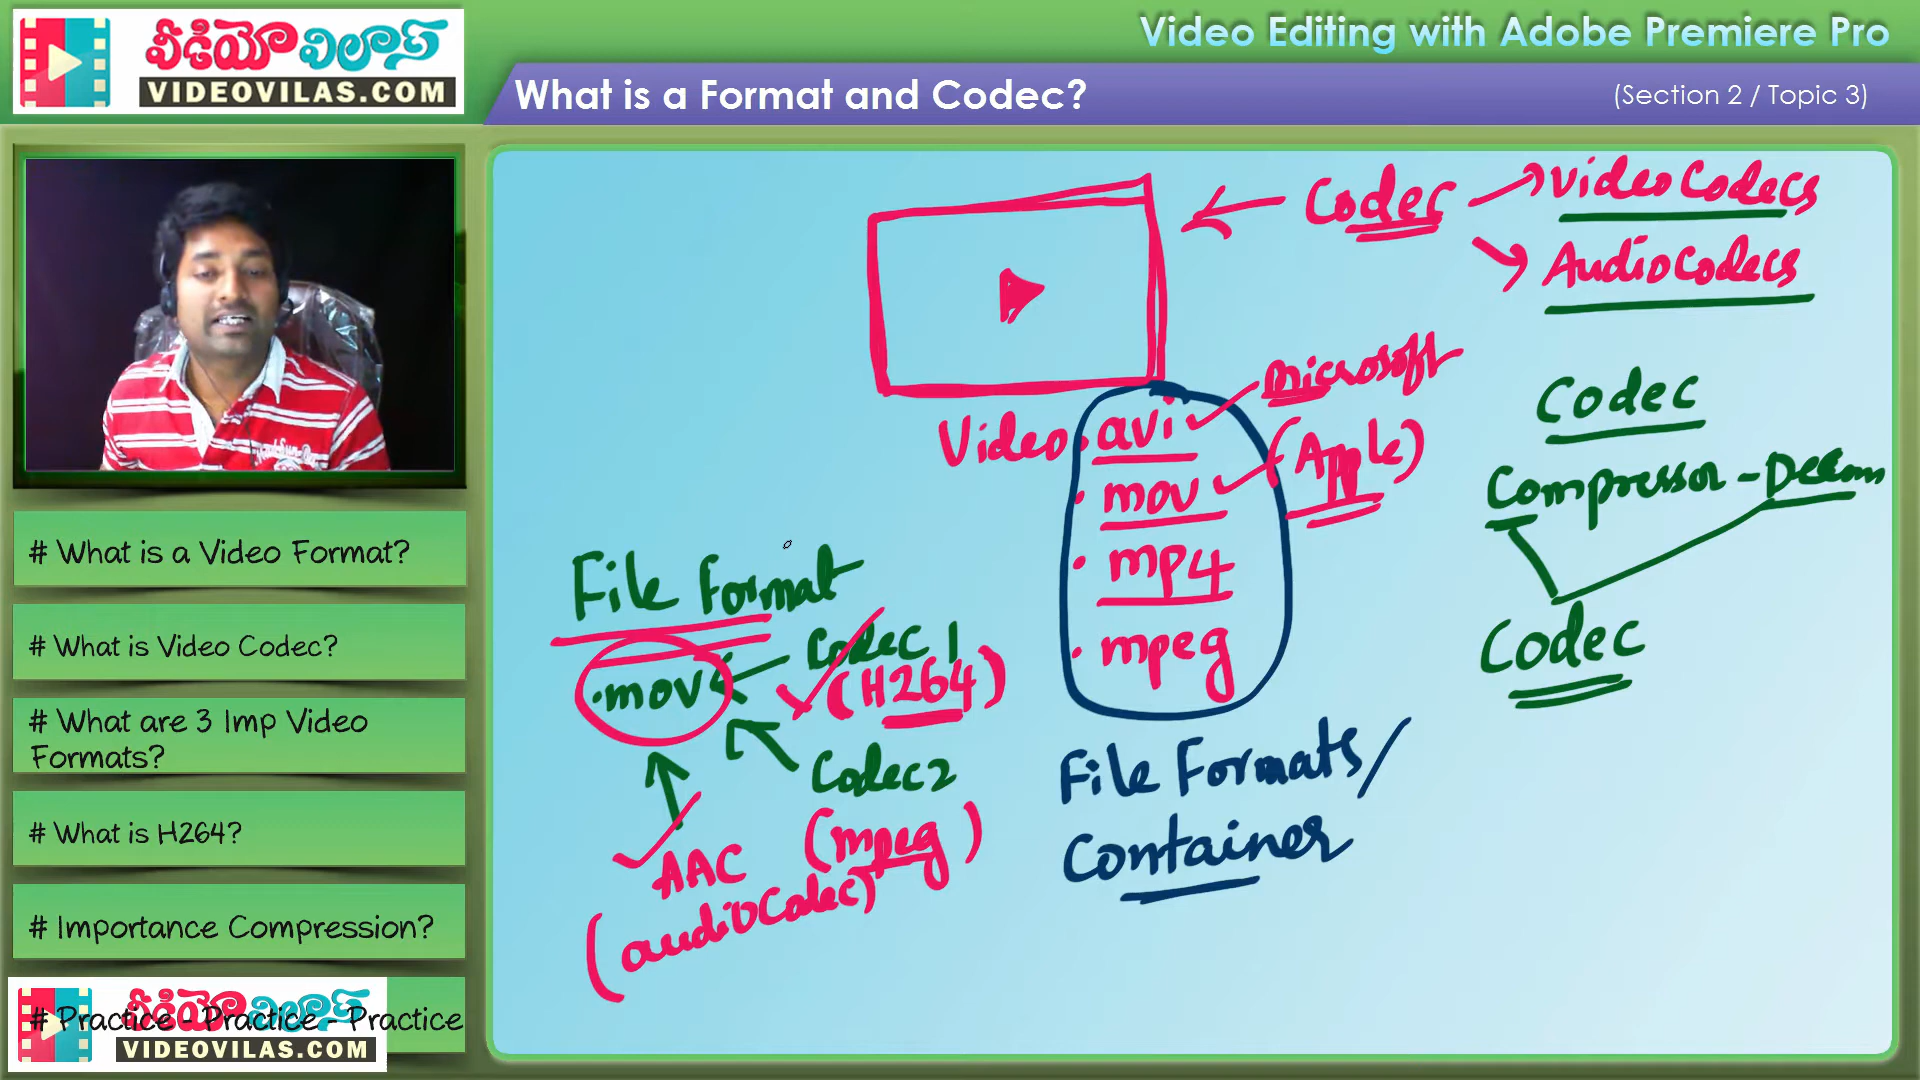 వీడియోవిలాస్
VIDEOVILAS.COM
Video Editing with Adobe Premiere Pro
What is a Format and Codec?
(Section 2 / Topic 3)
# What is a Video Format?
# What is Video Codec?
# What are 3 Imp Video
Formats?
# What is H264?
# Importance Compression?
# Practice - Practice - Practice
వీడియోవిలాస్
VIDEOVILAS.COM
Codec
Video Codecs
Audio Codecs
Video
.avi
Microsoft
.mov
(Apple)
.mp4
.mpeg
File Formats/
Container
Codec
Compressor - Decom
Codec
File Format
.mov
Codec 1
(H264)
Codec 2
(mpeg)
AAC
(audio Codec)